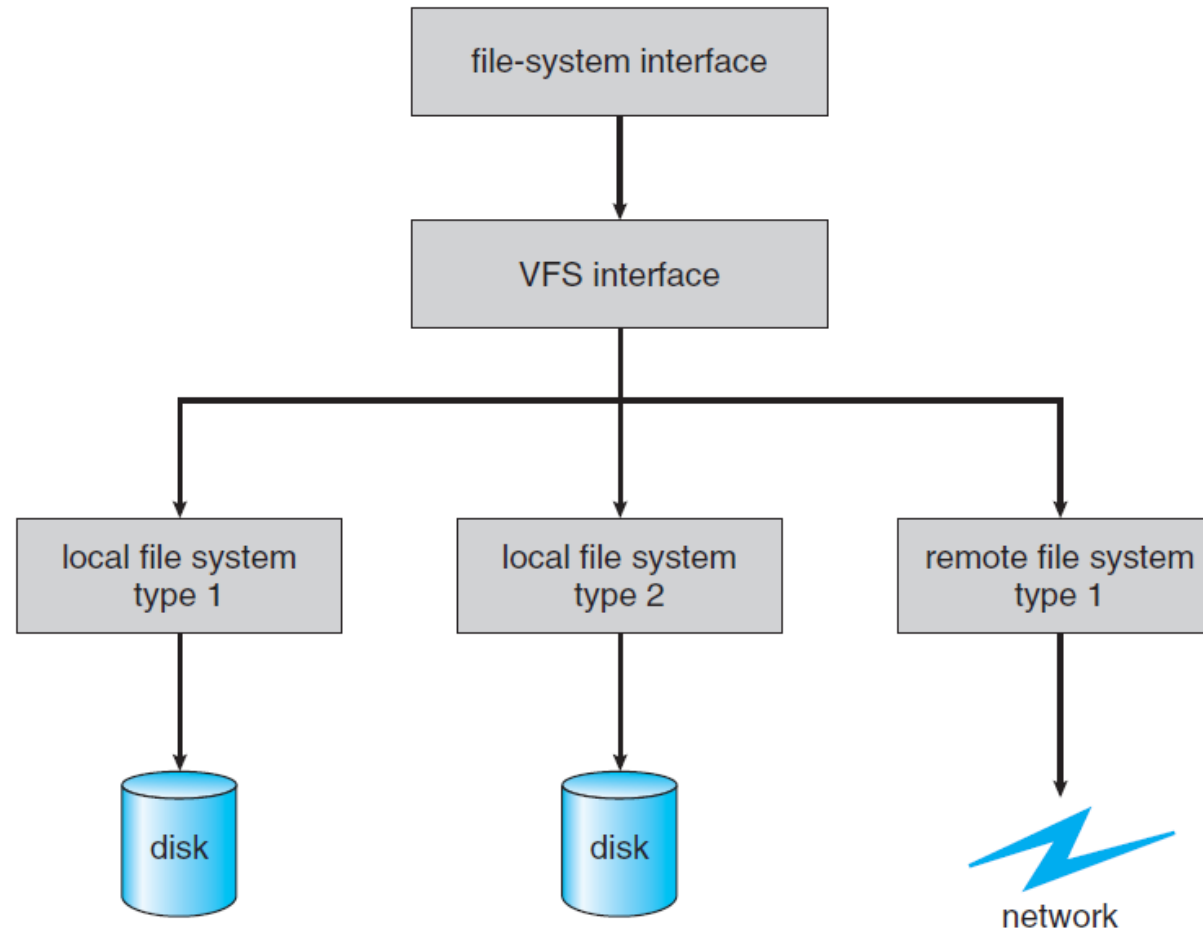 file-system interface
VFS interface
local file system
type 1
local file system
type 2
remote file system
type 1
disk
disk
network